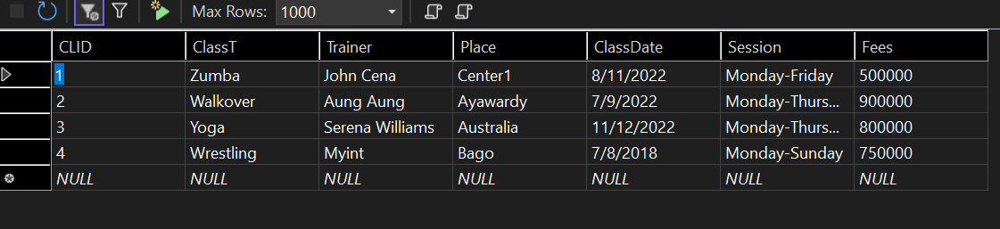 Max Rows: 1000
CLID ClassT Trainer Place ClassDate Session Fees
1 Zumba John Cena Center1 8/11/2022 Monday-Friday 500000
2 Walkover Aung Aung Ayawardy 7/9/2022 Monday-Thurs... 900000
3 Yoga Serena Williams Australia 11/12/2022 Monday-Thurs... 800000
4 Wrestling Myint Bago 7/8/2018 Monday-Sunday 750000
NULL NULL NULL NULL NULL NULL NULL